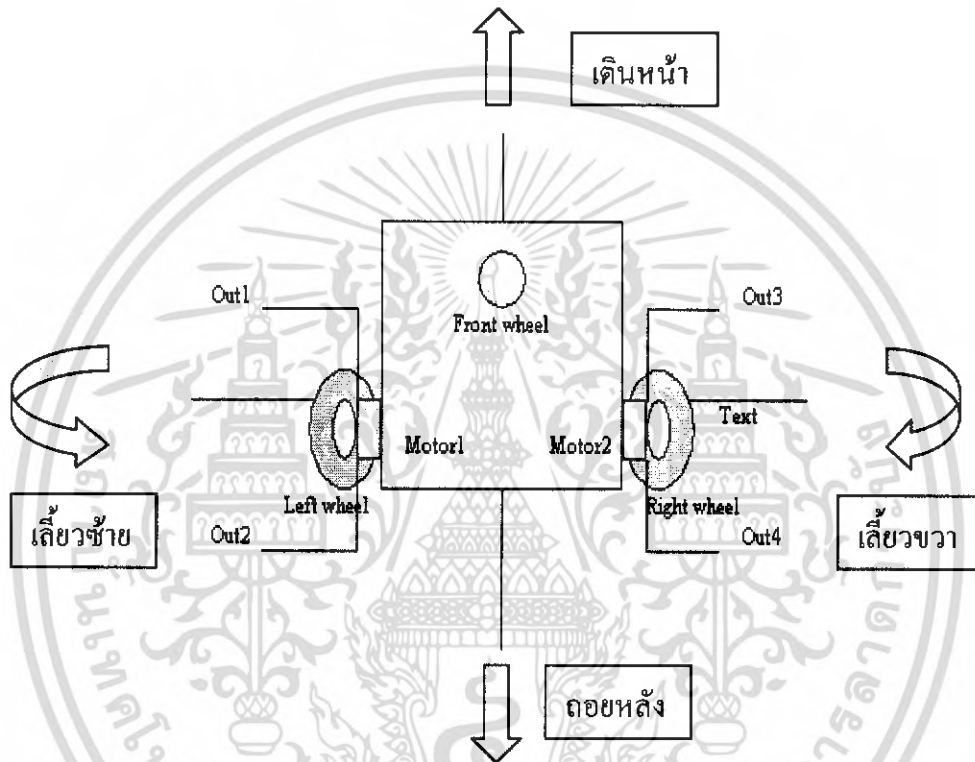 เดินหน้า
Out1
Out3
Front wheel
Text
Motor1
Motor2
Left wheel
Right wheel
เลี้ยวซ้าย
Out2
Out4
เลี้ยวขวา
ถอยหลัง